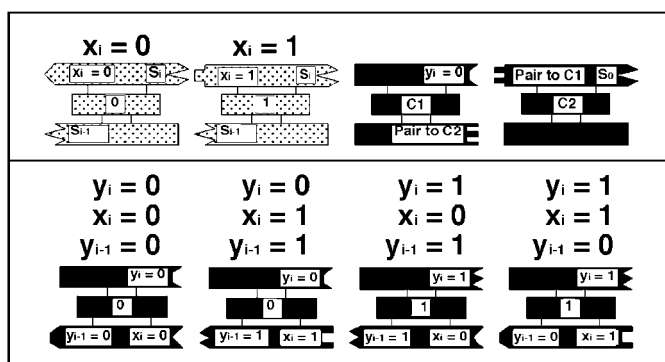 xᵢ = 0 xᵢ = 1
xᵢ = 0 Sᵢ xᵢ = 1 Sᵢ yᵢ = 0 Pair to C1 S₀
0 1 C1 C2
Sᵢ₋₁ Sᵢ₋₁ Pair to C2
yᵢ = 0 yᵢ = 0 yᵢ = 1 yᵢ = 1
xᵢ = 0 xᵢ = 1 xᵢ = 0 xᵢ = 1
yᵢ₋₁ = 0 yᵢ₋₁ = 1 yᵢ₋₁ = 1 yᵢ₋₁ = 0
yᵢ = 0 yᵢ = 0 yᵢ = 1 yᵢ = 1
0 0 1 1
yᵢ₋₁ = 0 xᵢ = 0 yᵢ₋₁ = 1 xᵢ = 1 yᵢ₋₁ = 1 xᵢ = 0 yᵢ₋₁ = 0 xᵢ = 1